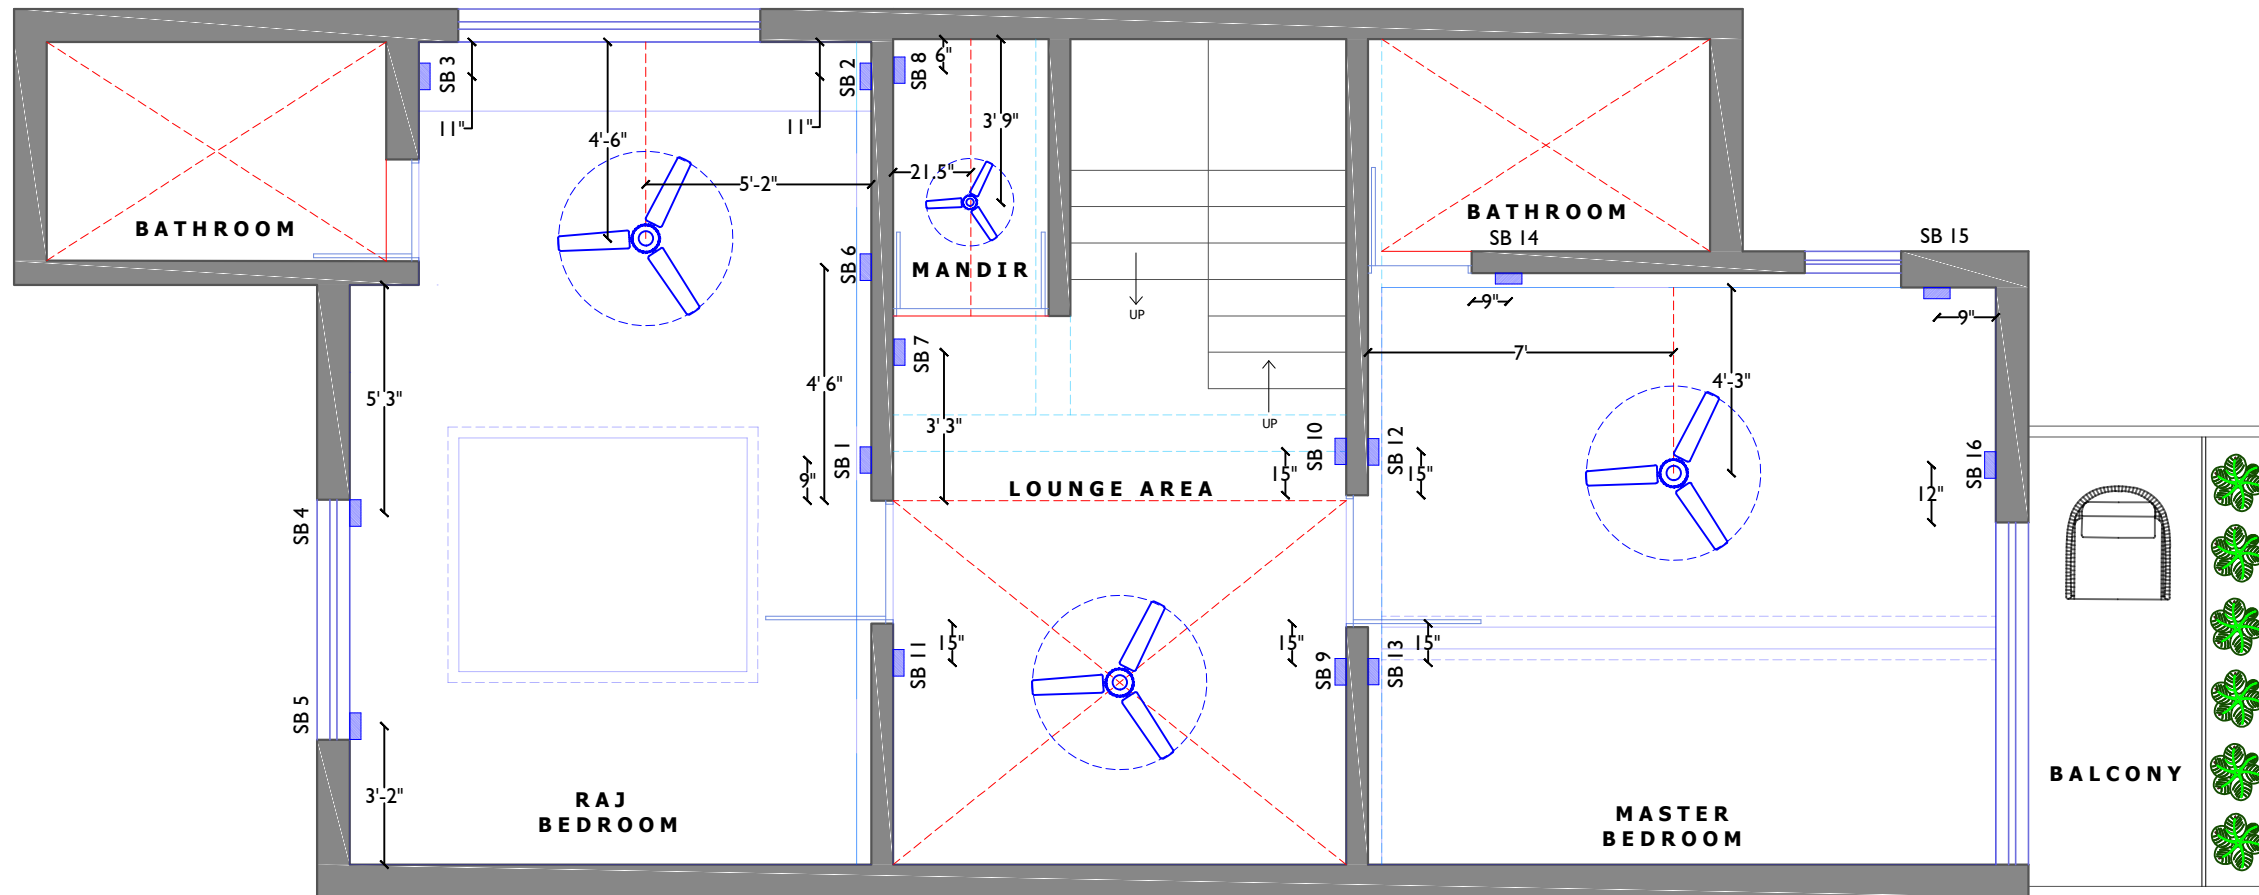 SB 3
SB 2
SB 8
6"
11"
11"
4'-6"
3' 9"
5'-2"
21.5"
BATHROOM
BATHROOM
SB 14
SB 15
SB 6
MANDIR
9"
9"
UP
7'
SB 7
4' 6"
4'-3"
5' 3"
3' 3"
UP
SB 1
9"
SB 10
15"
SB 12
15"
SB 16
12"
LOUNGE AREA
SB 4
15"
15"
15"
SB 11
SB 9
SB 13
SB 5
3'-2"
RAJ
BEDROOM
MASTER
BEDROOM
BALCONY